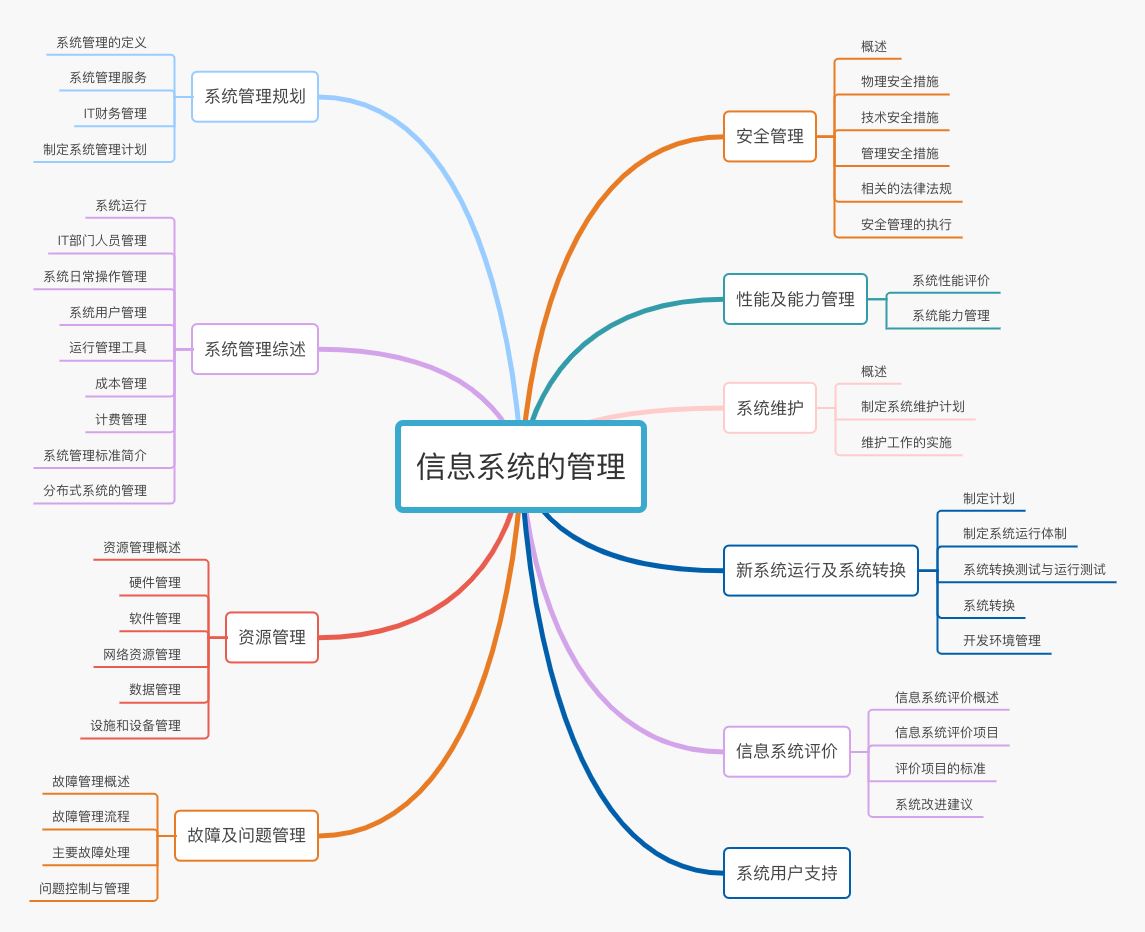 信息系统的管理
系统管理规划
系统管理的定义
系统管理服务
IT财务管理
制定系统管理计划
系统管理综述
系统运行
IT部门人员管理
系统日常操作管理
系统用户管理
运行管理工具
成本管理
计费管理
系统管理标准简介
分布式系统的管理
资源管理
资源管理概述
硬件管理
软件管理
网络资源管理
数据管理
设施和设备管理
故障及问题管理
故障管理概述
故障管理流程
主要故障处理
问题控制与管理
安全管理
概述
物理安全措施
技术安全措施
管理安全措施
相关的法律法规
安全管理的执行
性能及能力管理
系统性能评价
系统能力管理
系统维护
概述
制定系统维护计划
维护工作的实施
新系统运行及系统转换
制定计划
制定系统运行体制
系统转换测试与运行测试
系统转换
开发环境管理
信息系统评价
信息系统评价概述
信息系统评价项目
评价项目的标准
系统改进建议
系统用户支持